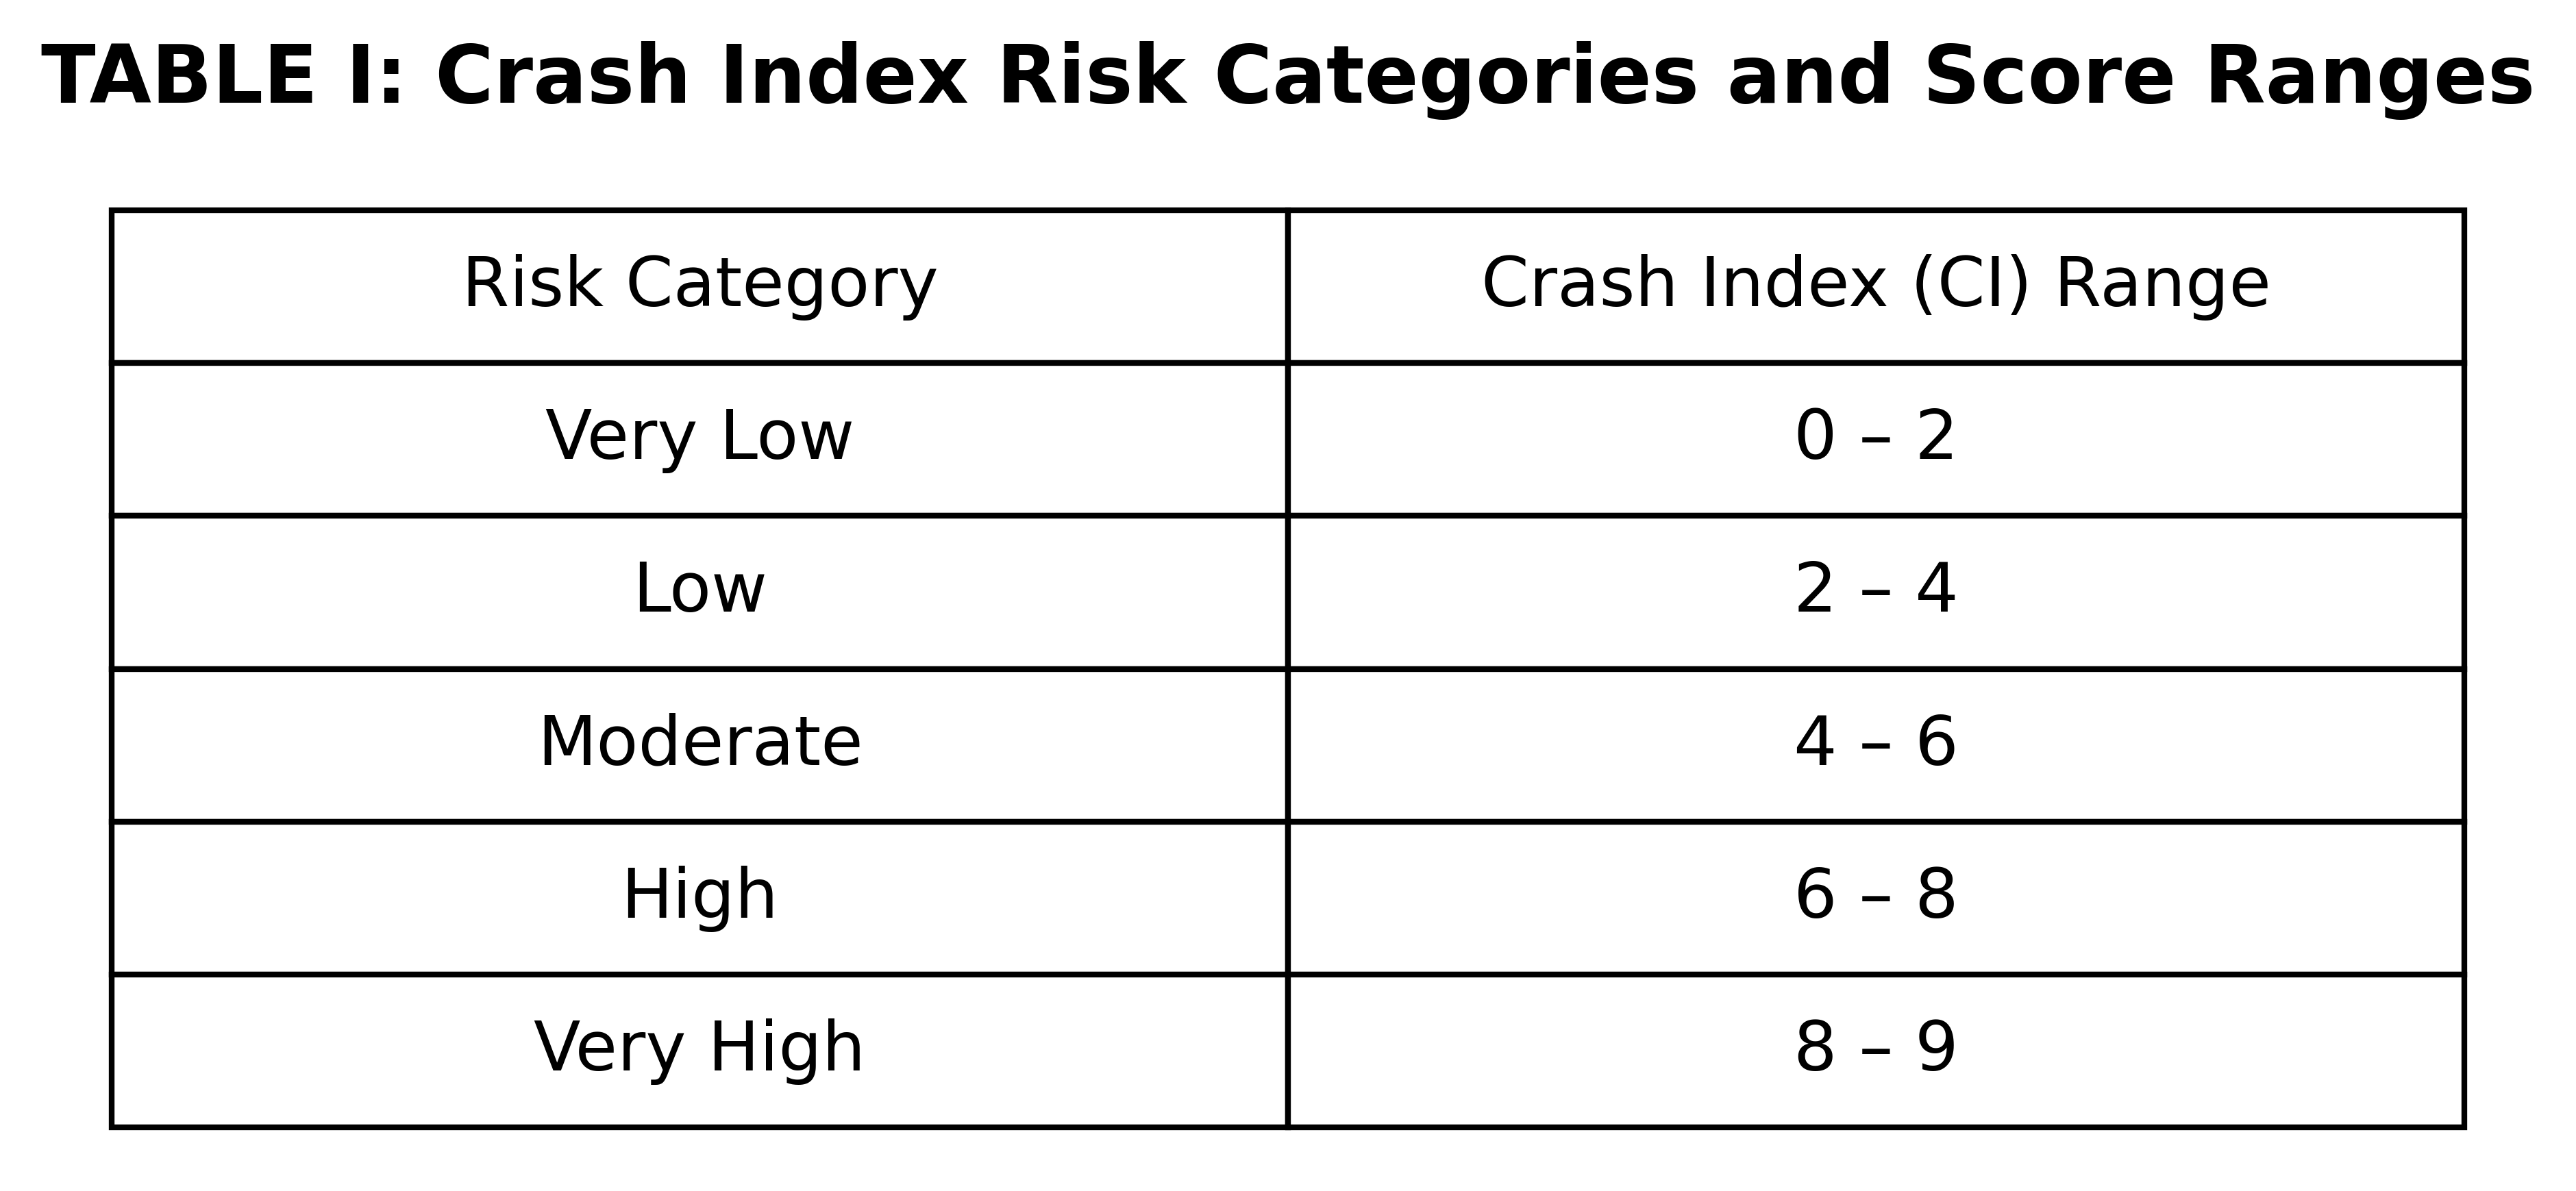 TABLE I: Crash Index Risk Categories and Score Ranges
Risk Category Crash Index (CI) Range
Very Low 0 – 2
Low 2 – 4
Moderate 4 – 6
High 6 – 8
Very High 8 – 9